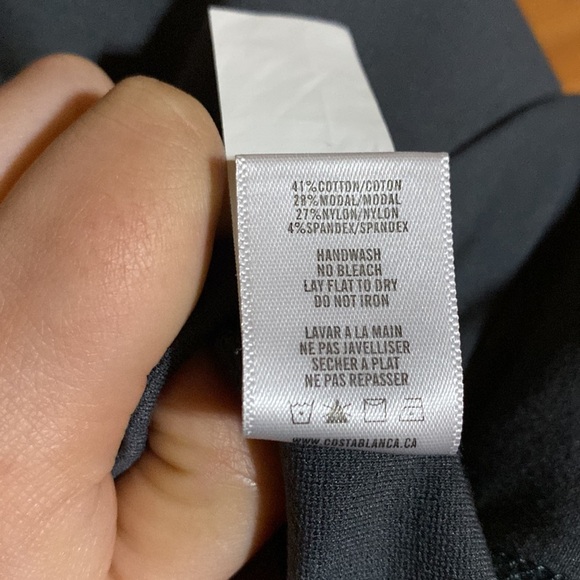 41%COTTON/COTON
28%MODAL/MODAL
27%NYLON/NYLON
4%SPANDEX/SPANDEX
HANDWASH
NO BLEACH
LAY FLAT TO DRY
DO NOT IRON
LAVAR A LA MAIN
NE PAS JAVELLISER
SECHER A PLAT
NE PAS REPASSER
WWW.COSTABLANCA.CA